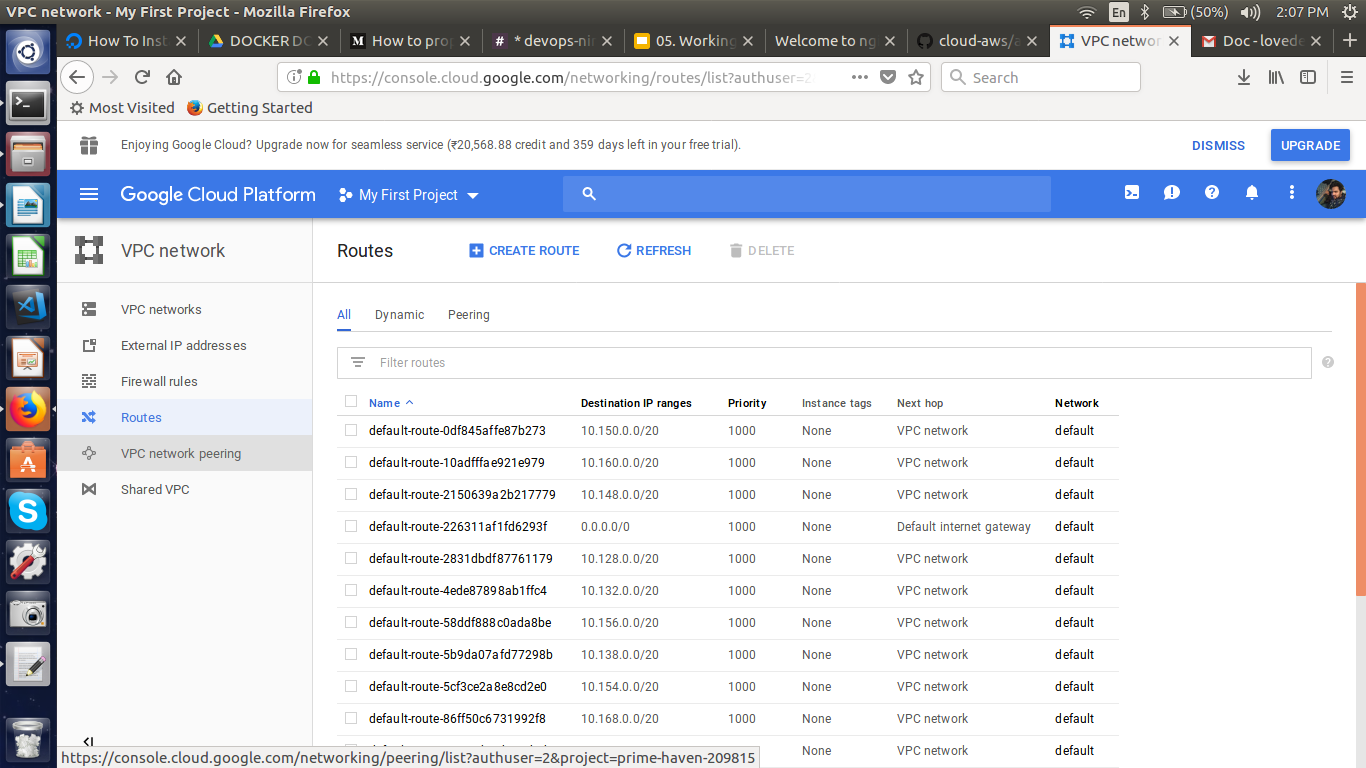 VPC network - My First Project - Mozilla Firefox
En (50%) 2:07 PM
How To Inst DOCKER DO How to prop * devops-nin 05. Working Welcome to ng cloud-aws/a VPC networ Doc - lovede
https://console.cloud.google.com/networking/routes/list?authuser=2 Search
Most Visited Getting Started
Enjoying Google Cloud? Upgrade now for seamless service (₹20,568.88 credit and 359 days left in your free trial). DISMISS UPGRADE
Google Cloud Platform My First Project
VPC network
VPC networks
External IP addresses
Firewall rules
Routes
VPC network peering
Shared VPC
Routes CREATE ROUTE REFRESH DELETE
All Dynamic Peering
Filter routes
Name Destination IP ranges Priority Instance tags Next hop Network
default-route-0df845affe87b273 10.150.0.0/20 1000 None VPC network default
default-route-10adfffae921e979 10.160.0.0/20 1000 None VPC network default
default-route-2150639a2b217779 10.148.0.0/20 1000 None VPC network default
default-route-226311af1fd6293f 0.0.0.0/0 1000 None Default internet gateway default
default-route-2831dbdf87761179 10.128.0.0/20 1000 None VPC network default
default-route-4ede87898ab1ffc4 10.132.0.0/20 1000 None VPC network default
default-route-58ddf888c0ada8be 10.156.0.0/20 1000 None VPC network default
default-route-5b9da07afd77298b 10.138.0.0/20 1000 None VPC network default
default-route-5cf3ce2a8e8cd2e0 10.154.0.0/20 1000 None VPC network default
default-route-86ff50c6731992f8 10.168.0.0/20 1000 None VPC network default
None VPC network default
https://console.cloud.google.com/networking/peering/list?authuser=2&project=prime-haven-209815